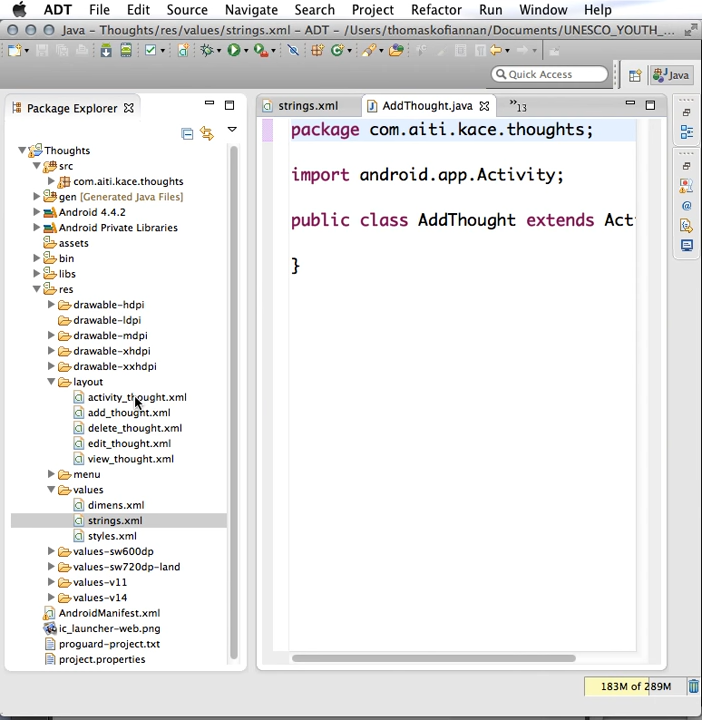 ADT File Edit Source Navigate Search Project Refactor Run Window Help
Java – Thoughts/res/values/strings.xml – ADT – /Users/thomaskofiannan/Documents/UNESCO_YOUTH_...
Quick Access
Java
Package Explorer
strings.xml
AddThought.java
»13
Thoughts
src
com.aiti.kace.thoughts
gen [Generated Java Files]
Android 4.4.2
Android Private Libraries
assets
bin
libs
res
drawable-hdpi
drawable-ldpi
drawable-mdpi
drawable-xhdpi
drawable-xxhdpi
layout
activity_thought.xml
add_thought.xml
delete_thought.xml
edit_thought.xml
view_thought.xml
menu
values
dimens.xml
strings.xml
styles.xml
values-sw600dp
values-sw720dp-land
values-v11
values-v14
AndroidManifest.xml
ic_launcher-web.png
proguard-project.txt
project.properties
package com.aiti.kace.thoughts;
import android.app.Activity;
public class AddThought extends Act
}
183M of 289M